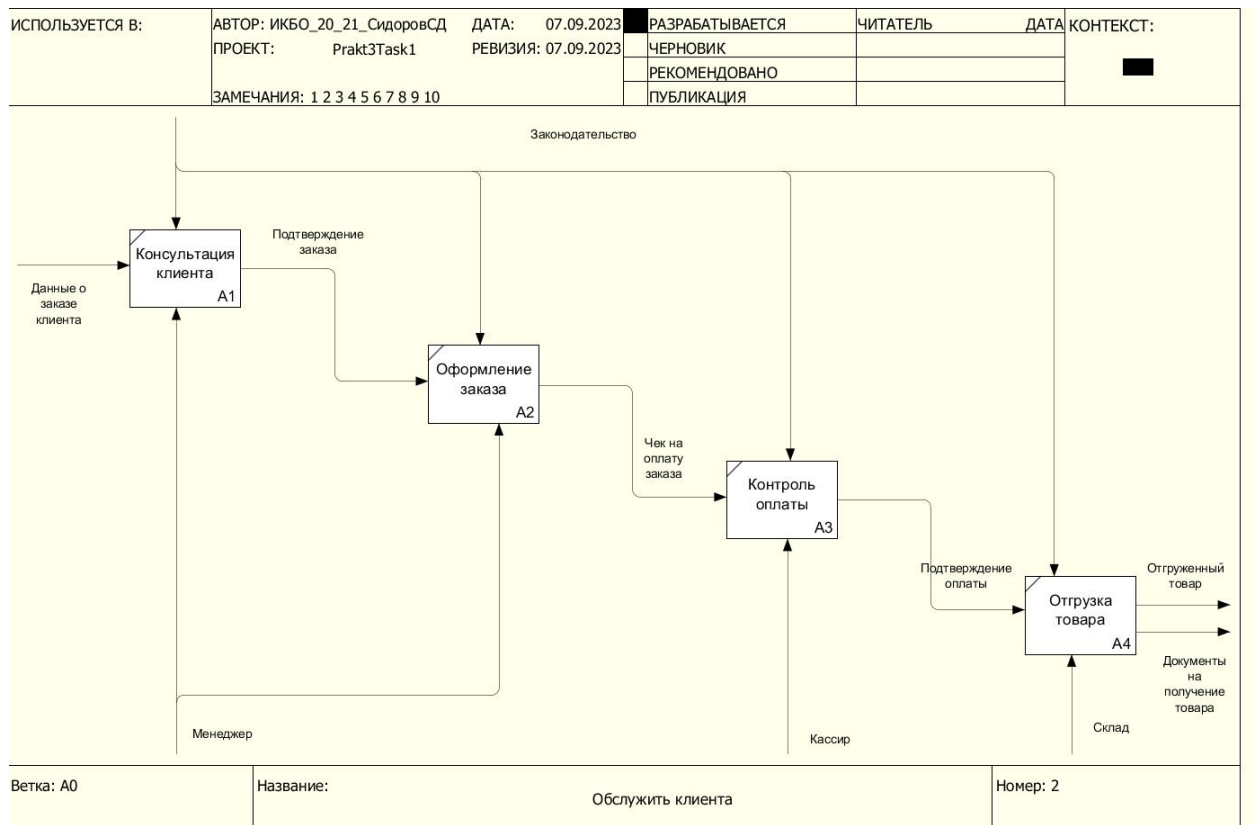 ИСПОЛЬЗУЕТСЯ В:
АВТОР: ИКБО_20_21_СидоровСД
ДАТА: 07.09.2023
РАЗРАБАТЫВАЕТСЯ
ЧИТАТЕЛЬ
ДАТА
КОНТЕКСТ:
ПРОЕКТ: Prakt3Task1
РЕВИЗИЯ: 07.09.2023
ЧЕРНОВИК
РЕКОМЕНДОВАНО
ЗАМЕЧАНИЯ: 1 2 3 4 5 6 7 8 9 10
ПУБЛИКАЦИЯ
Законодательство
Данные о
заказе
клиента
Консультация
клиента
A1
Подтверждение
заказа
Оформление
заказа
A2
Чек на
оплату
заказа
Контроль
оплаты
A3
Подтверждение
оплаты
Отгрузка
товара
A4
Отгруженный
товар
Документы
на
получение
товара
Менеджер
Кассир
Склад
Ветка: A0
Название:
Обслужить клиента
Номер: 2